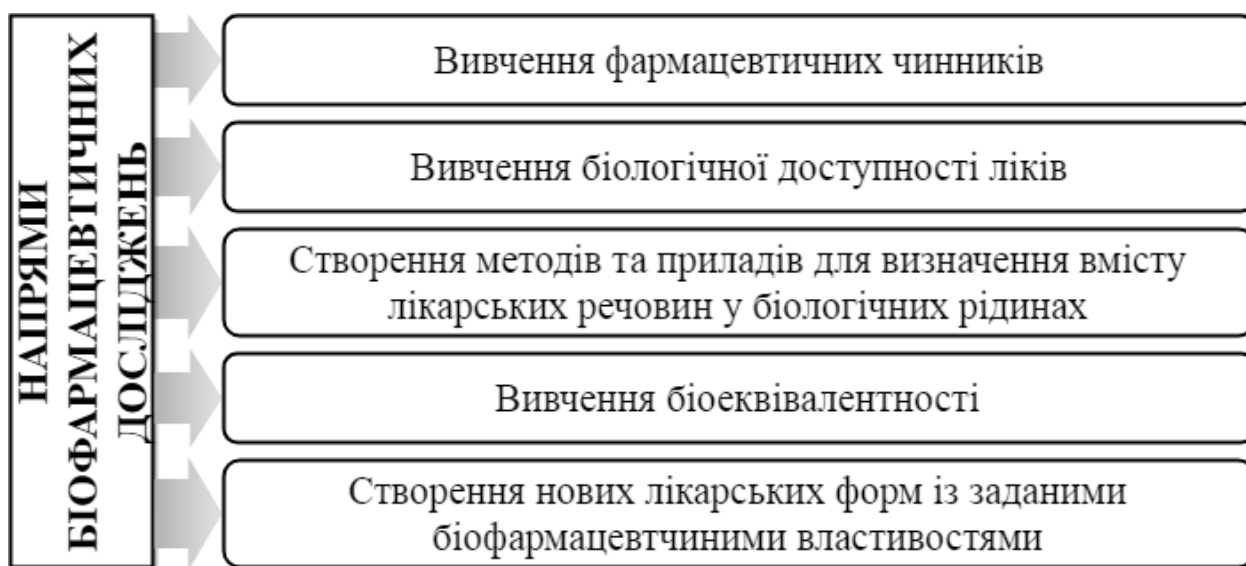 НАПРЯМИ
БІОФАРМАЦЕВТИЧНИХ
ДОСЛІДЖЕНЬ
Вивчення фармацевтичних чинників
Вивчення біологічної доступності ліків
Створення методів та приладів для визначення вмісту
лікарських речовин у біологічних рідинах
Вивчення біоеквівалентності
Створення нових лікарських форм із заданими
біофармацевтчиними властивостями